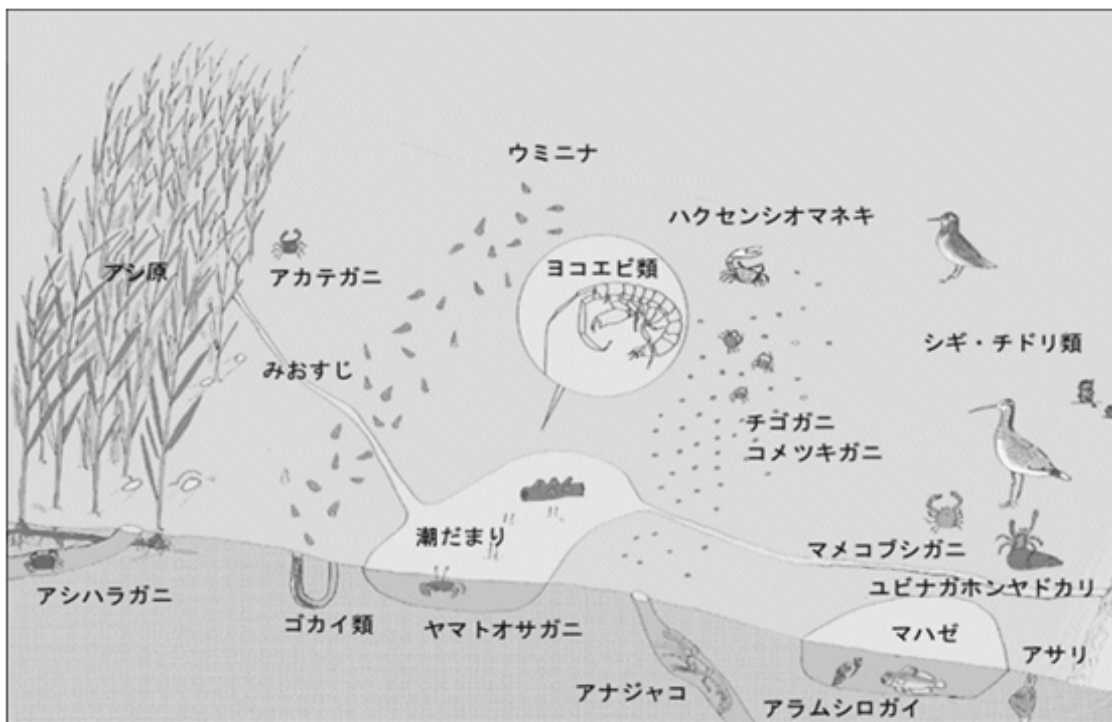 ウミニナ
ハクセンシオマネキ
ヨコエビ類
アシ原
アカテガニ
シギ・チドリ類
みおすじ
チゴガニ
コメツキガニ
潮だまり
マメコブシガニ
アシハラガニ
ユビナガホンヤドカリ
ゴカイ類
ヤマトオサガニ
マハゼ
アサリ
アナジャコ
アラムシロガイ